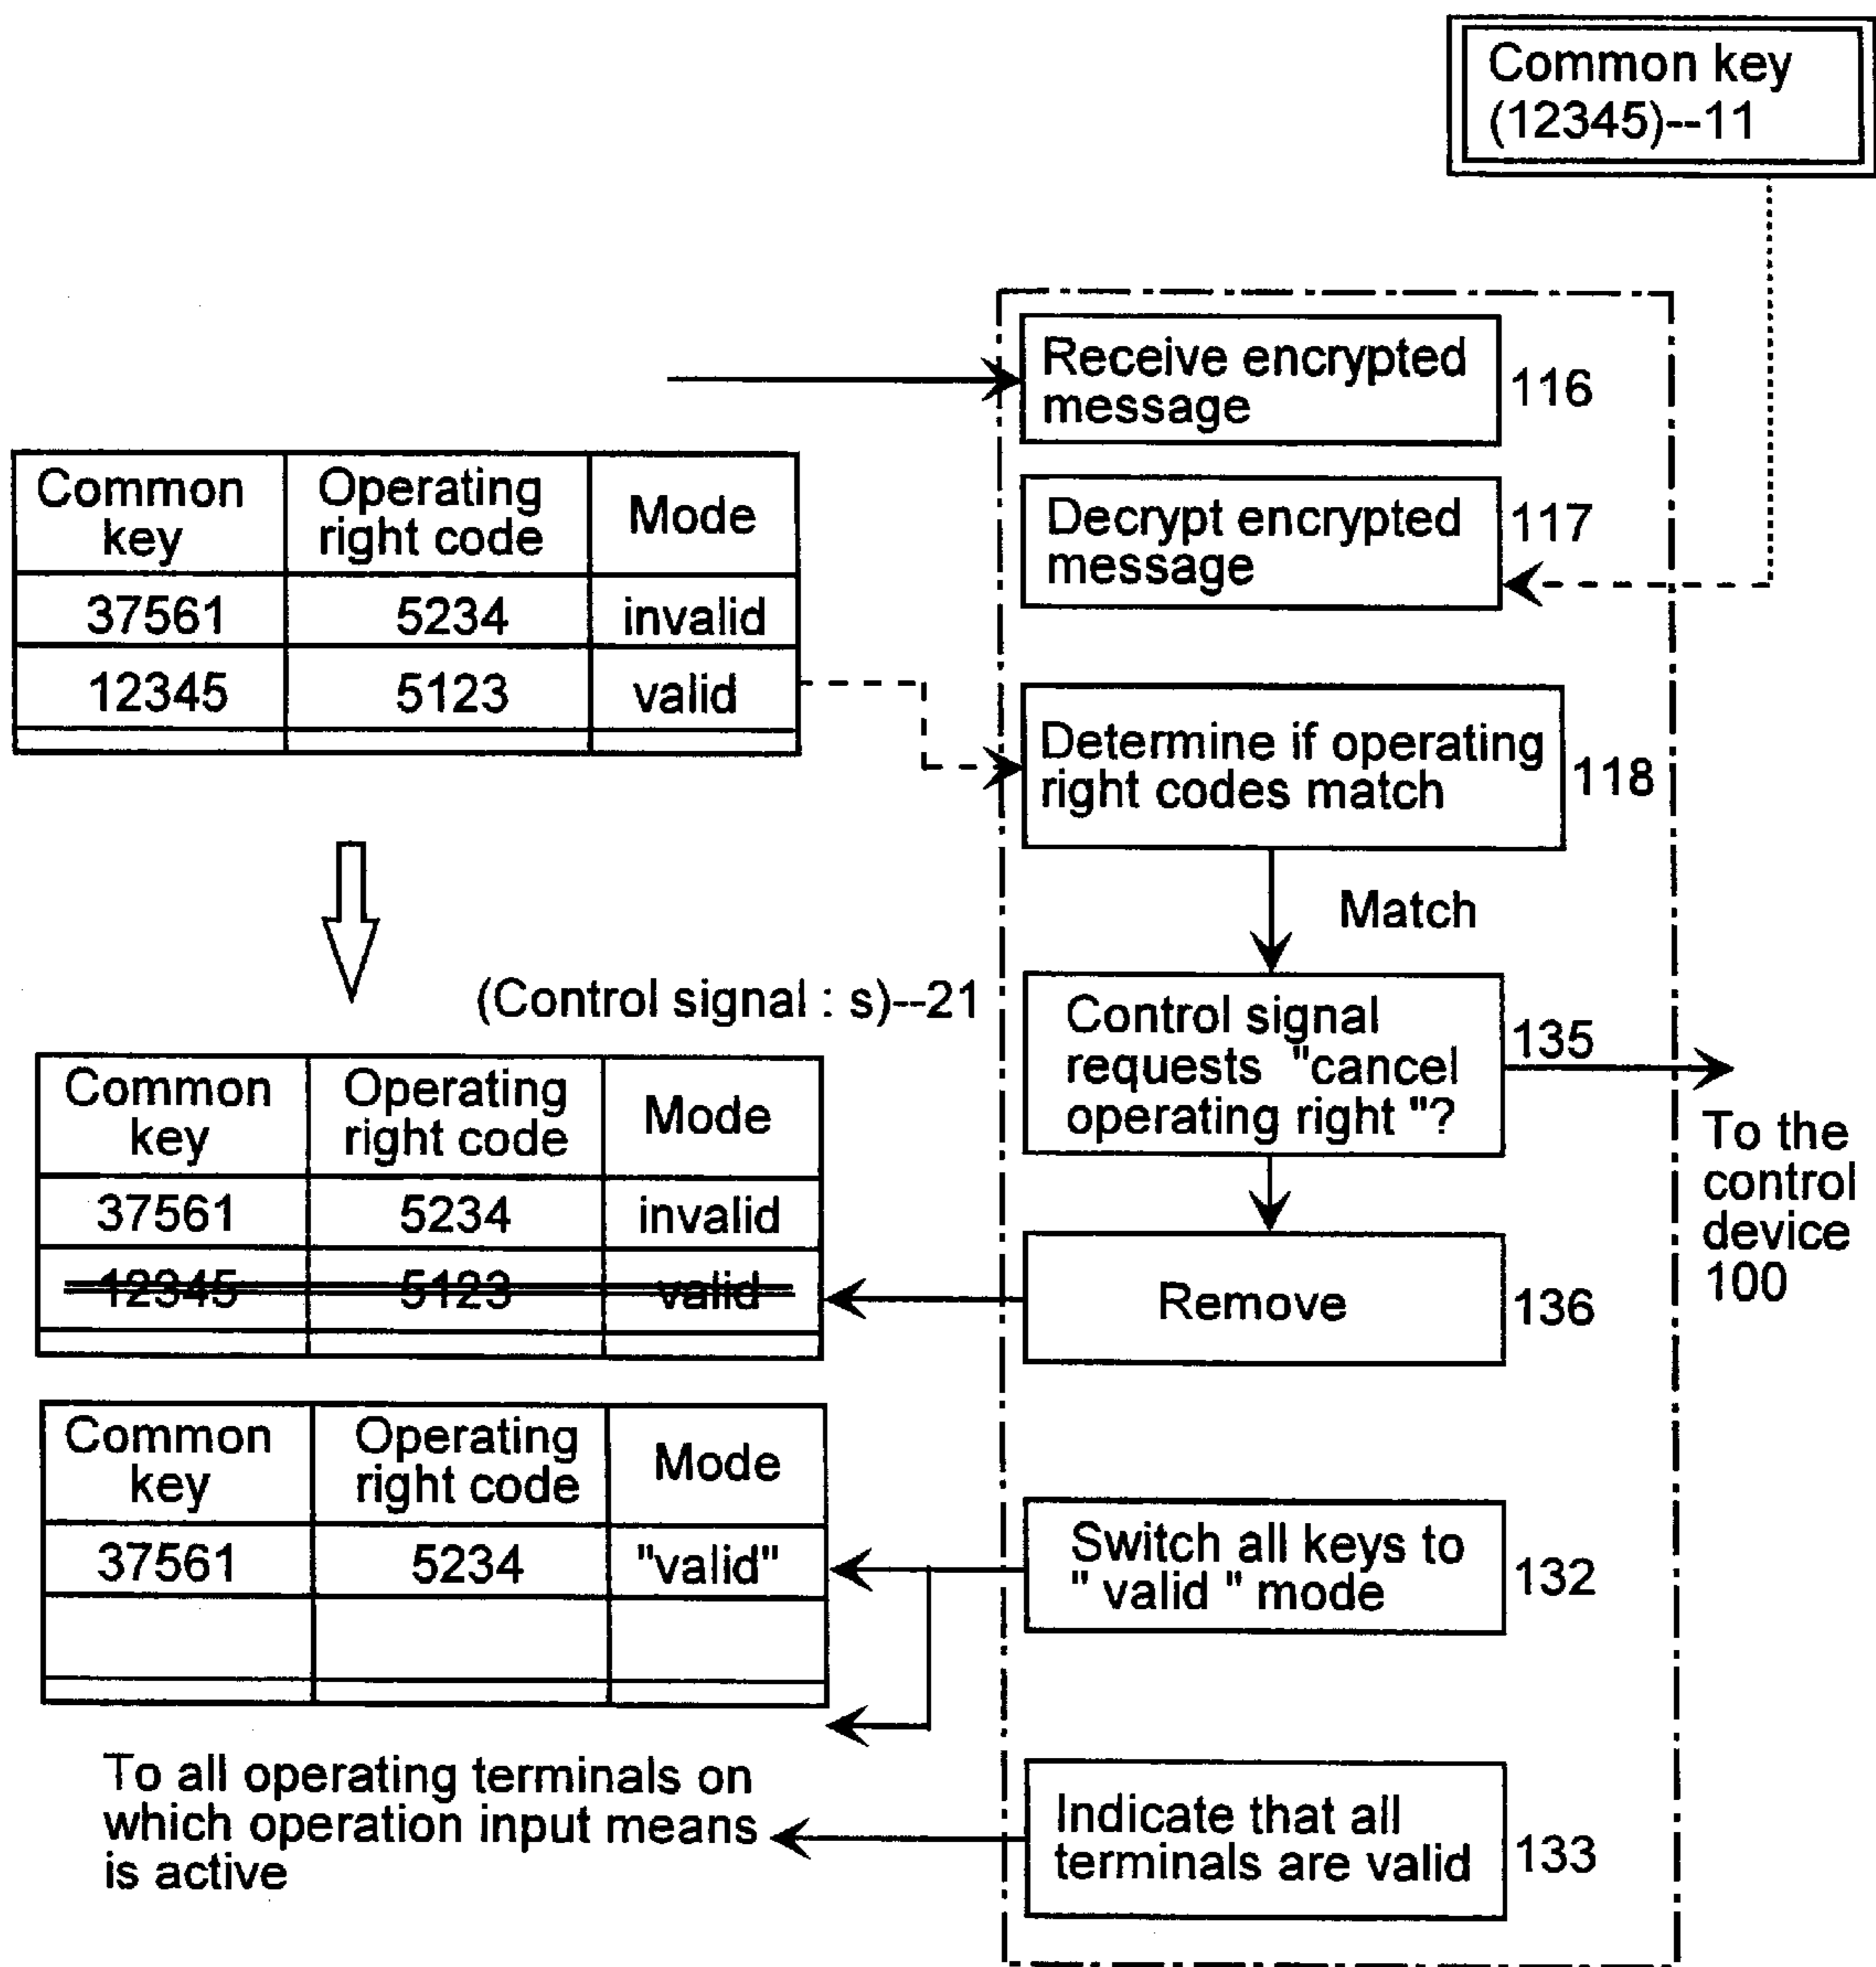 Common key
(12345)--11
Receive encrypted
message
116
Common
key
Operating
right code
Mode
37561
5234
invalid
12345
5123
valid
Decrypt encrypted
message
117
Determine if operating
right codes match
118
Match
(Control signal : s)--21
Control signal
requests "cancel
operating right "?
135
To the
control
device
100
Common
key
Operating
right code
Mode
37561
5234
invalid
12345
5123
valid
Remove
136
Common
key
Operating
right code
Mode
37561
5234
"valid"
Switch all keys to
" valid " mode
132
To all operating terminals on
which operation input means
is active
Indicate that all
terminals are valid
133